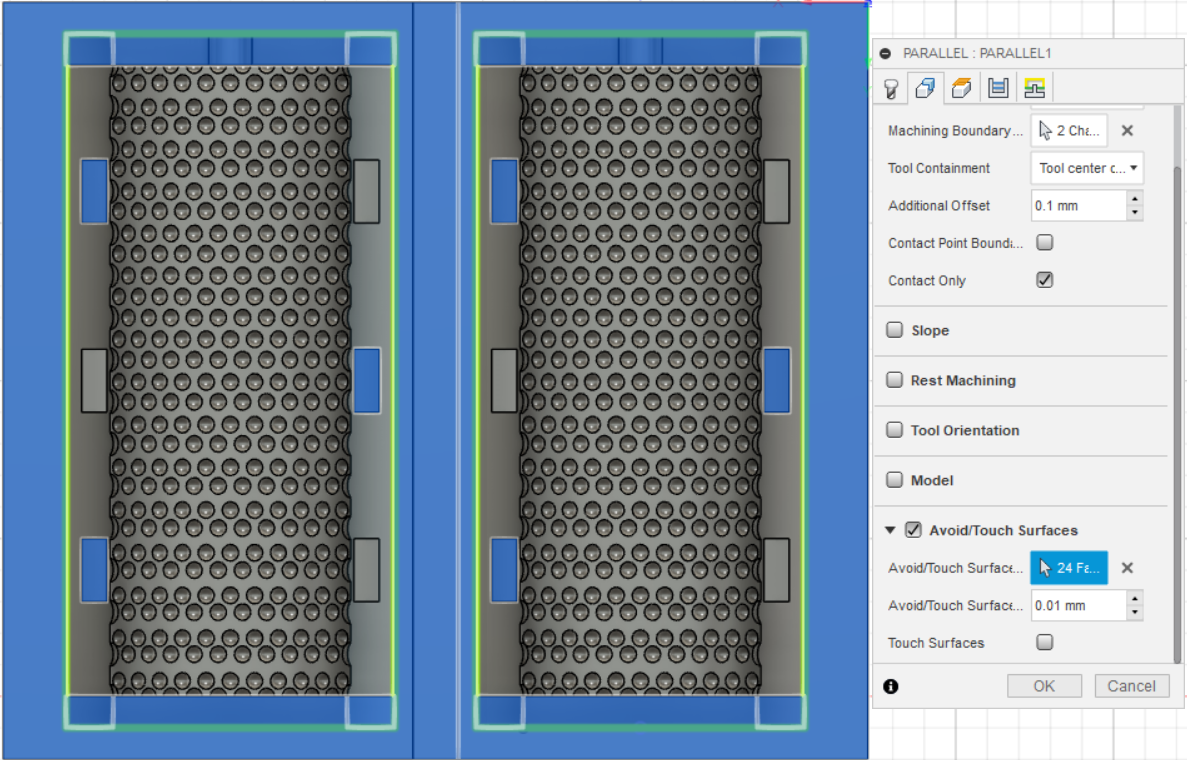 PARALLEL : PARALLEL1
Machining Boundary...
2 Cha...
Tool Containment
Tool center c...
Additional Offset
0.1 mm
Contact Point Bounda...
Contact Only
Slope
Rest Machining
Tool Orientation
Model
Avoid/Touch Surfaces
Avoid/Touch Surface...
24 Fa...
Avoid/Touch Surface...
0.01 mm
Touch Surfaces
OK
Cancel